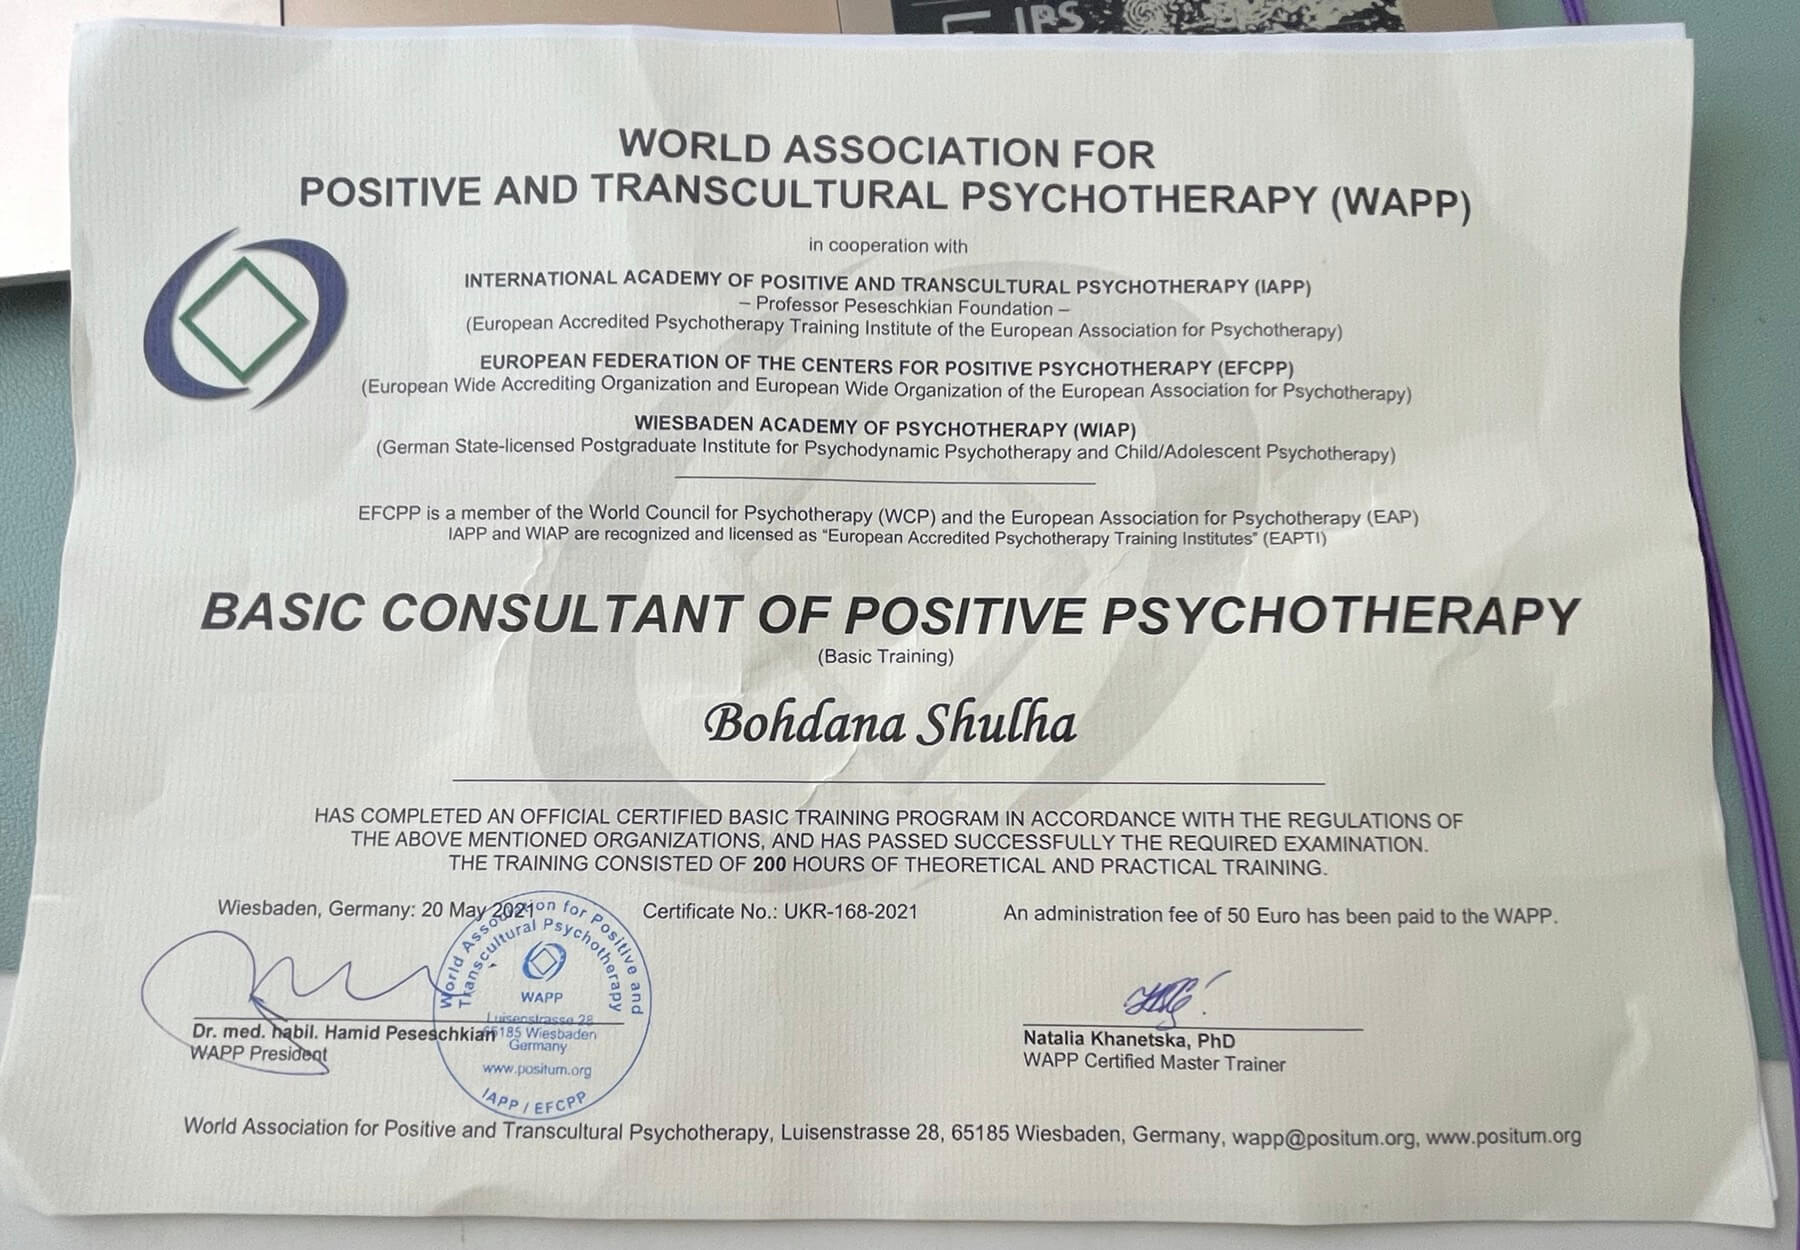 IPS
WORLD ASSOCIATION FOR
POSITIVE AND TRANSCULTURAL PSYCHOTHERAPY (WAPP)
in cooperation with
INTERNATIONAL ACADEMY OF POSITIVE AND TRANSCULTURAL PSYCHOTHERAPY (IAPP)
– Professor Peseschkian Foundation –
(European Accredited Psychotherapy Training Institute of the European Association for Psychotherapy)
EUROPEAN FEDERATION OF THE CENTERS FOR POSITIVE PSYCHOTHERAPY (EFCPP)
(European Wide Accrediting Organization and European Wide Organization of the European Association for Psychotherapy)
WIESBADEN ACADEMY OF PSYCHOTHERAPY (WIAP)
(German State-licensed Postgraduate Institute for Psychodynamic Psychotherapy and Child/Adolescent Psychotherapy)
EFCPP is a member of the World Council for Psychotherapy (WCP) and the European Association for Psychotherapy (EAP)
IAPP and WIAP are recognized and licensed as “European Accredited Psychotherapy Training Institutes” (EAPTI)
BASIC CONSULTANT OF POSITIVE PSYCHOTHERAPY
(Basic Training)
Bohdana Shulha
HAS COMPLETED AN OFFICIAL CERTIFIED BASIC TRAINING PROGRAM IN ACCORDANCE WITH THE REGULATIONS OF
THE ABOVE MENTIONED ORGANIZATIONS, AND HAS PASSED SUCCESSFULLY THE REQUIRED EXAMINATION.
THE TRAINING CONSISTED OF 200 HOURS OF THEORETICAL AND PRACTICAL TRAINING.
Wiesbaden, Germany: 20 May 2021 Certificate No.: UKR-168-2021 An administration fee of 50 Euro has been paid to the WAPP.
World Association for Positive and
Transcultural Psychotherapy
WAPP
Luisenstrasse 28
65185 Wiesbaden
Germany
www.positum.org
IAPP / EFCPP
Dr. med. habil. Hamid Peseschkian
WAPP President
Natalia Khanetska, PhD
WAPP Certified Master Trainer
World Association for Positive and Transcultural Psychotherapy, Luisenstrasse 28, 65185 Wiesbaden, Germany, wapp@positum.org, www.positum.org